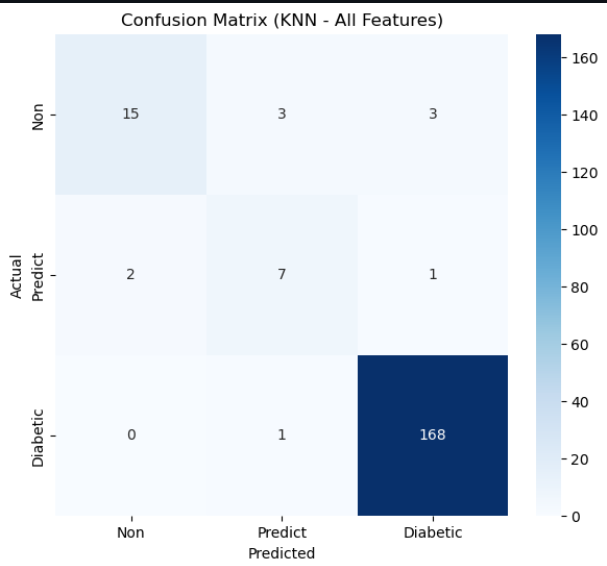 Confusion Matrix (KNN - All Features)
Non
15 3 3
Actual
Predict
2 7 1
Diabetic
0 1 168
Non Predict Diabetic
Predicted
160
140
120
100
80
60
40
20
0